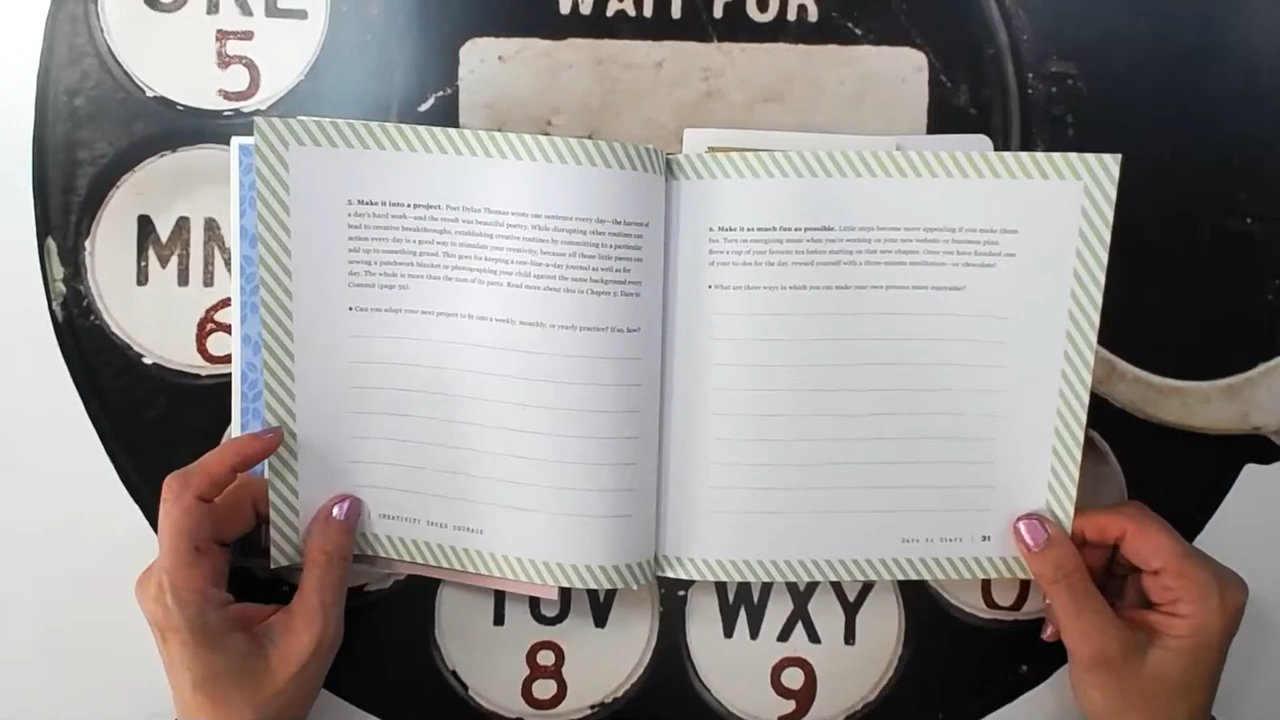 WAIT FOR
5
MN
6
5. Make it into a project. Poet Dylan Thomas wrote one sentence every day—the harvest of
a day's hard work—and the result was beautiful poetry. While disrupting other routines can
lead to creative breakthroughs, establishing creative routines by committing to a particular
action every day is a good way to stimulate your creativity, because all those little pieces can
add up to something grand. This goes for keeping a one-line-a-day journal as well as for
sewing a patchwork blanket or photographing your child against the same background every
day. The whole is more than the sum of its parts. Read more about this in Chapter 5: Dare to
Commit (page 59).
• Can you adapt your next project to fit into a weekly, monthly, or yearly practice? If so, how?
| CREATIVITY TAKES COURAGE
6. Make it as much fun as possible. Little steps become more appealing if you make them
fun. Turn on energizing music when you're working on your new website or business plan.
Brew a cup of your favorite tea before starting on that new chapter. Once you have finished one
of your to-dos for the day, reward yourself with a three-minute meditation—or chocolate!
• What are three ways in which you can make your own process more enjoyable?
Dare to Start | 31
TUV
8
WXY
9
0